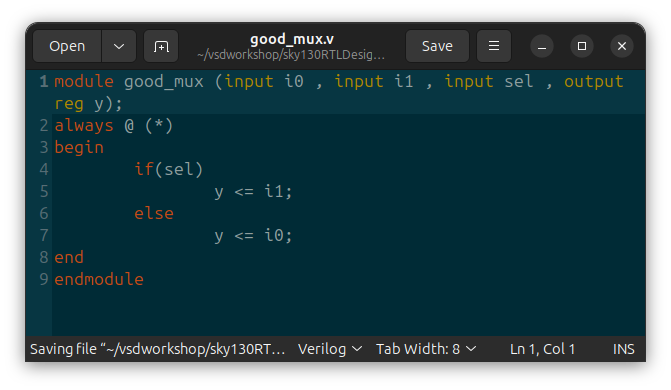 Open
good_mux.v
~/vsdworkshop/sky130RTLDesig…
Save
1 module good_mux (input i0 , input i1 , input sel , output
reg y);
2 always @ (*)
3 begin
4 if(sel)
5 y <= i1;
6 else
7 y <= i0;
8 end
9 endmodule
Saving file “~/vsdworkshop/sky130RT… Verilog Tab Width: 8 Ln 1, Col 1 INS